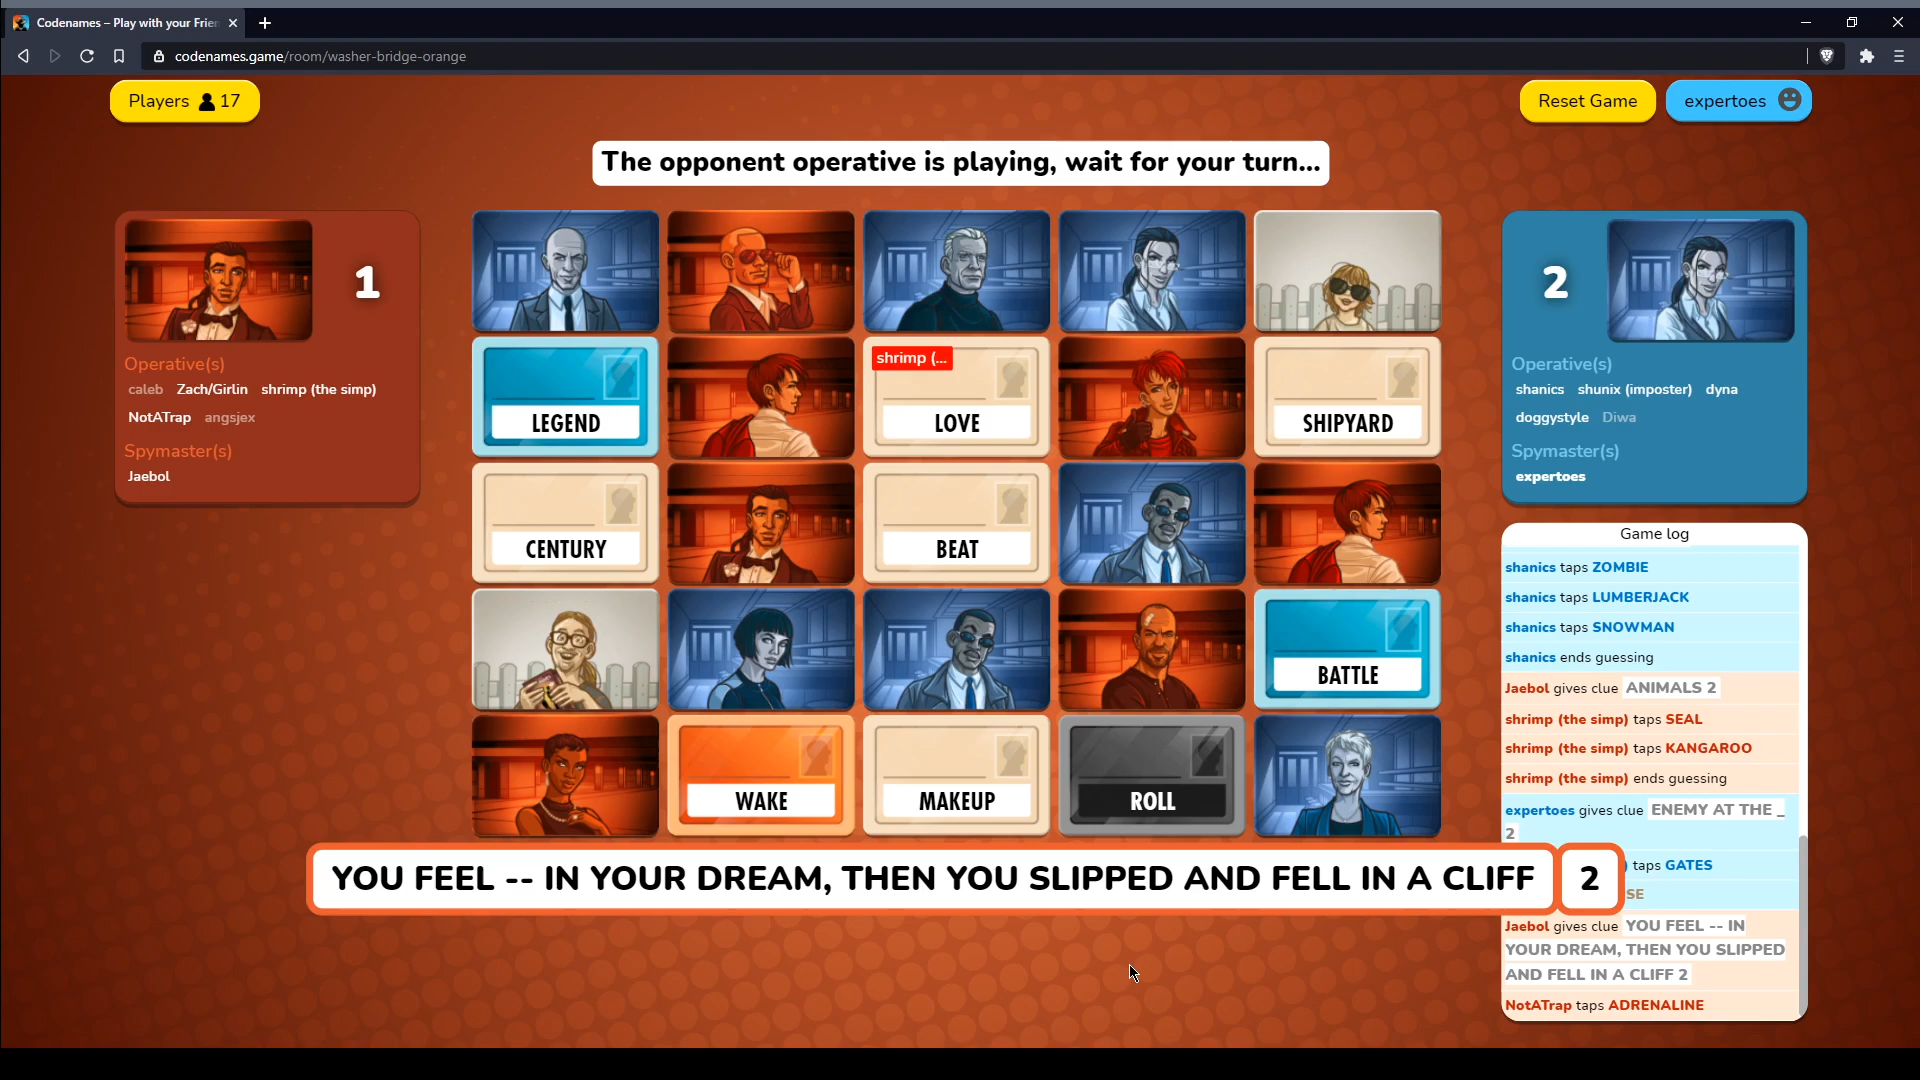 Codenames – Play with your Frien
codenames.game/room/washer-bridge-orange
Players 17
Reset Game
expertoes
The opponent operative is playing, wait for your turn...
1
Operative(s)
caleb Zach/Girlin shrimp (the simp)
NotATrap angsjex
Spymaster(s)
Jaebol
2
Operative(s)
shanics shunix (imposter) dyna
doggystyle Diwa
Spymaster(s)
expertoes
LEGEND
shrimp (...
LOVE
SHIPYARD
CENTURY
BEAT
BATTLE
WAKE
MAKEUP
ROLL
YOU FEEL -- IN YOUR DREAM, THEN YOU SLIPPED AND FELL IN A CLIFF 2
Game log
shanics taps ZOMBIE
shanics taps LUMBERJACK
shanics taps SNOWMAN
shanics ends guessing
Jaebol gives clue ANIMALS 2
shrimp (the simp) taps SEAL
shrimp (the simp) taps KANGAROO
shrimp (the simp) ends guessing
expertoes gives clue ENEMY AT THE _
2
) taps GATES
SE
Jaebol gives clue YOU FEEL -- IN
YOUR DREAM, THEN YOU SLIPPED
AND FELL IN A CLIFF 2
NotATrap taps ADRENALINE